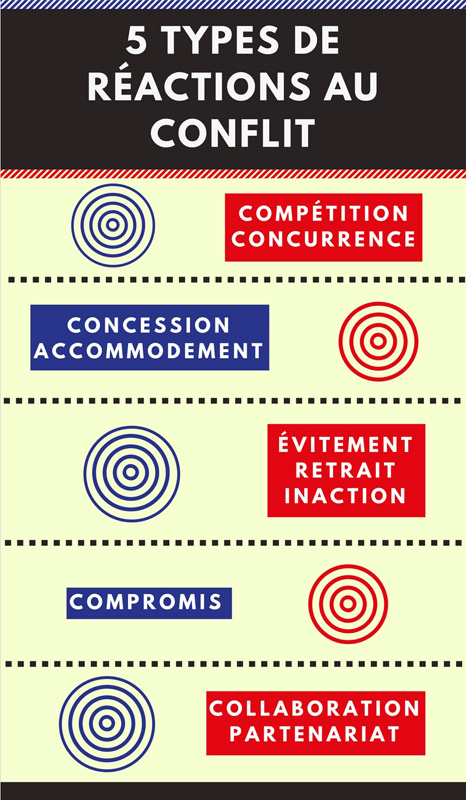 5 TYPES DE
RÉACTIONS AU
CONFLIT
COMPÉTITION
CONCURRENCE
CONCESSION
ACCOMMODEMENT
ÉVITEMENT
RETRAIT
INACTION
COMPROMIS
COLLABORATION
PARTENARIAT